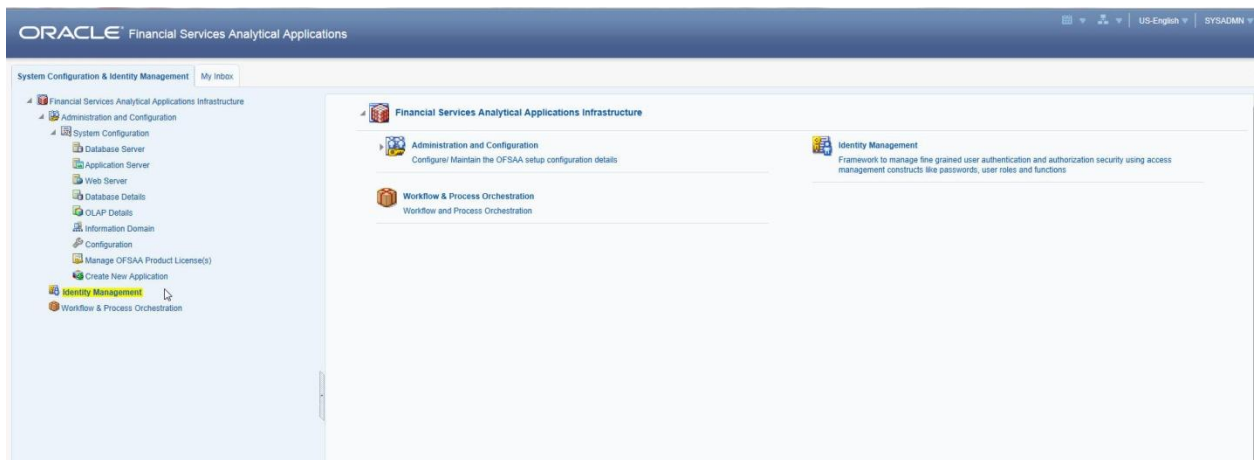 ORACLE® Financial Services Analytical Applications
US-English
SYSADMN
System Configuration & Identity Management
My Inbox
Financial Services Analytical Applications Infrastructure
Administration and Configuration
System Configuration
Database Server
Application Server
Web Server
Database Details
OLAP Details
Information Domain
Configuration
Manage OFSAA Product License(s)
Create New Application
Identity Management
Workflow & Process Orchestration
Financial Services Analytical Applications Infrastructure
Administration and Configuration
Configure/ Maintain the OFSAA setup configuration details
Identity Management
Framework to manage fine grained user authentication and authorization security using access
management constructs like passwords, user roles and functions
Workflow & Process Orchestration
Workflow and Process Orchestration